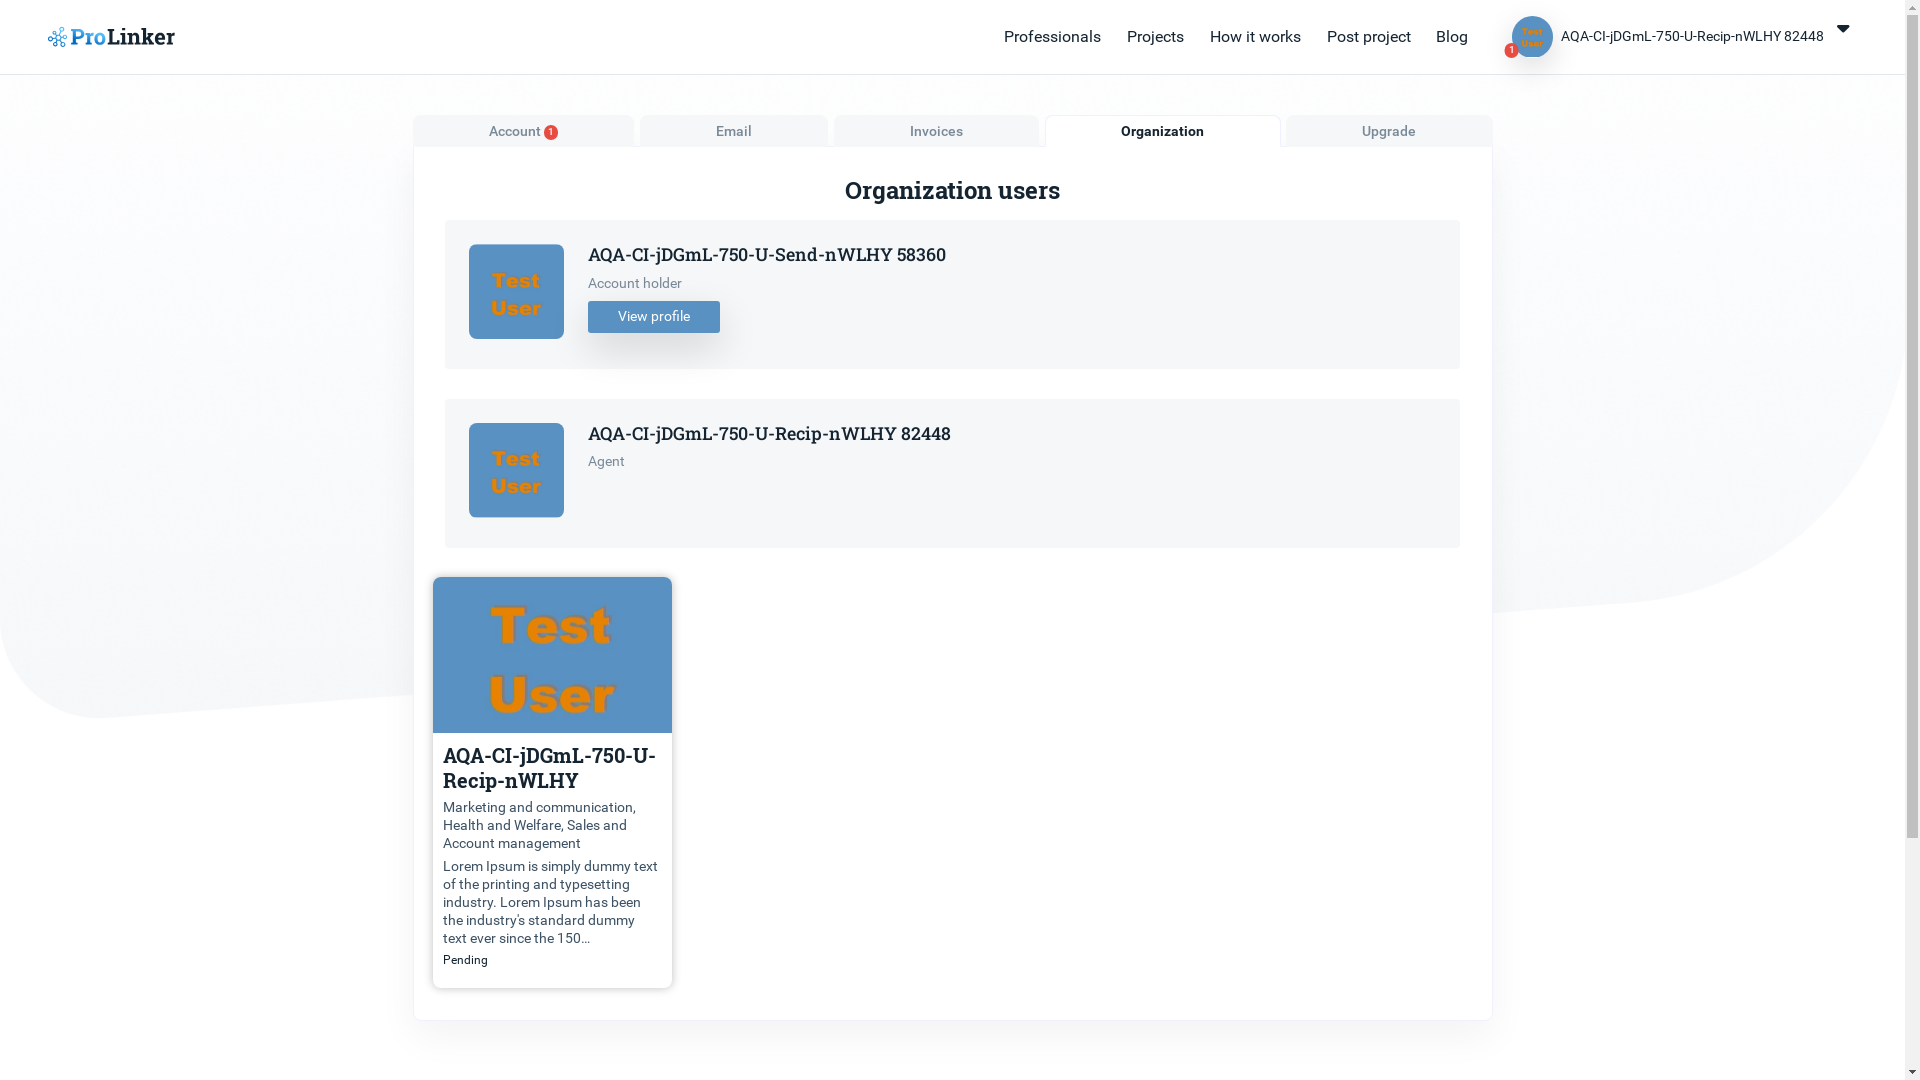 ProLinker
Professionals
Projects
How it works
Post project
Blog
Test
User
1
AQA-CI-jDGmL-750-U-Recip-nWLHY 82448
Account 1
Email
Invoices
Organization
Upgrade
Organization users
Test
User
AQA-CI-jDGmL-750-U-Send-nWLHY 58360
Account holder
View profile
Test
User
AQA-CI-jDGmL-750-U-Recip-nWLHY 82448
Agent
Test
User
AQA-CI-jDGmL-750-U-
Recip-nWLHY
Marketing and communication,
Health and Welfare, Sales and
Account management
Lorem Ipsum is simply dummy text
of the printing and typesetting
industry. Lorem Ipsum has been
the industry's standard dummy
text ever since the 150...
Pending